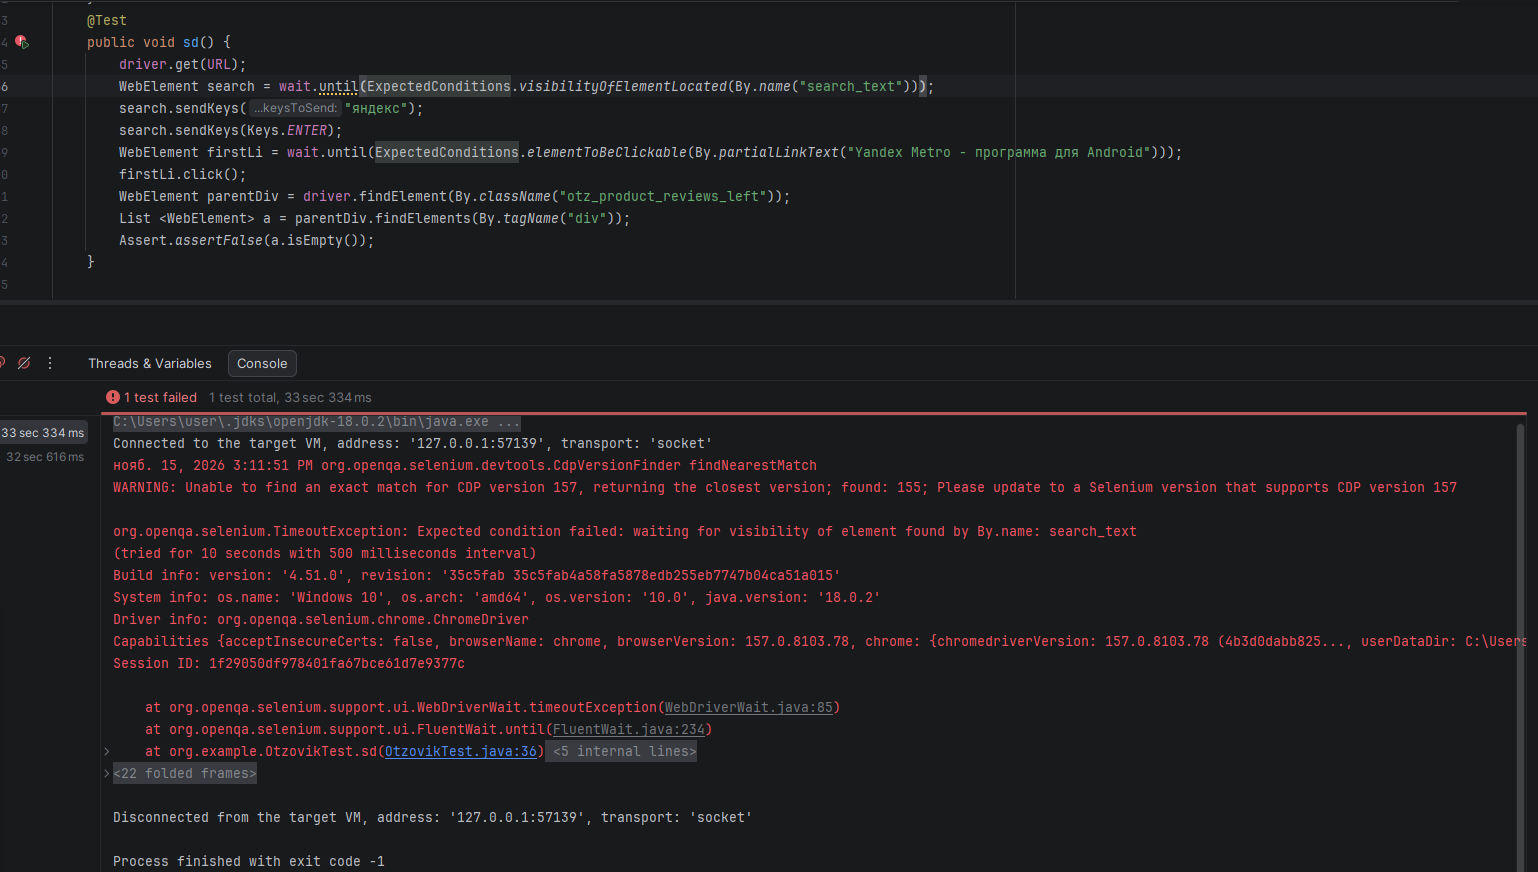 3 @Test
4 public void sd() {
5 driver.get(URL);
6 WebElement search = wait.until(ExpectedConditions.visibilityOfElementLocated(By.name("search_text")));
7 search.sendKeys( ...keysToSend: "яндекс");
8 search.sendKeys(Keys.ENTER);
9 WebElement firstLi = wait.until(ExpectedConditions.elementToBeClickable(By.partialLinkText("Yandex Metro - программа для Android")));
0 firstLi.click();
1 WebElement parentDiv = driver.findElement(By.className("otz_product_reviews_left"));
2 List <WebElement> a = parentDiv.findElements(By.tagName("div"));
3 Assert.assertFalse(a.isEmpty());
4 }
5
Threads & Variables Console
1 test failed 1 test total, 33 sec 334 ms
C:\Users\user\.jdks\openjdk-18.0.2\bin\java.exe ...
33 sec 334 ms
Connected to the target VM, address: '127.0.0.1:57139', transport: 'socket'
32 sec 616 ms
нояб. 15, 2026 3:11:51 PM org.openqa.selenium.devtools.CdpVersionFinder findNearestMatch
WARNING: Unable to find an exact match for CDP version 157, returning the closest version; found: 155; Please update to a Selenium version that supports CDP version 157
org.openqa.selenium.TimeoutException: Expected condition failed: waiting for visibility of element found by By.name: search_text
(tried for 10 seconds with 500 milliseconds interval)
Build info: version: '4.51.0', revision: '35c5fab 35c5fab4a58fa5878edb255eb7747b04ca51a015'
System info: os.name: 'Windows 10', os.arch: 'amd64', os.version: '10.0', java.version: '18.0.2'
Driver info: org.openqa.selenium.chrome.ChromeDriver
Capabilities {acceptInsecureCerts: false, browserName: chrome, browserVersion: 157.0.8103.78, chrome: {chromedriverVersion: 157.0.8103.78 (4b3d0dabb825..., userDataDir: C:\Users
Session ID: 1f29050df978401fa67bce61d7e9377c
at org.openqa.selenium.support.ui.WebDriverWait.timeoutException(WebDriverWait.java:85)
at org.openqa.selenium.support.ui.FluentWait.until(FluentWait.java:234)
at org.example.OtzovikTest.sd(OtzovikTest.java:36) <5 internal lines>
<22 folded frames>
Disconnected from the target VM, address: '127.0.0.1:57139', transport: 'socket'
Process finished with exit code -1